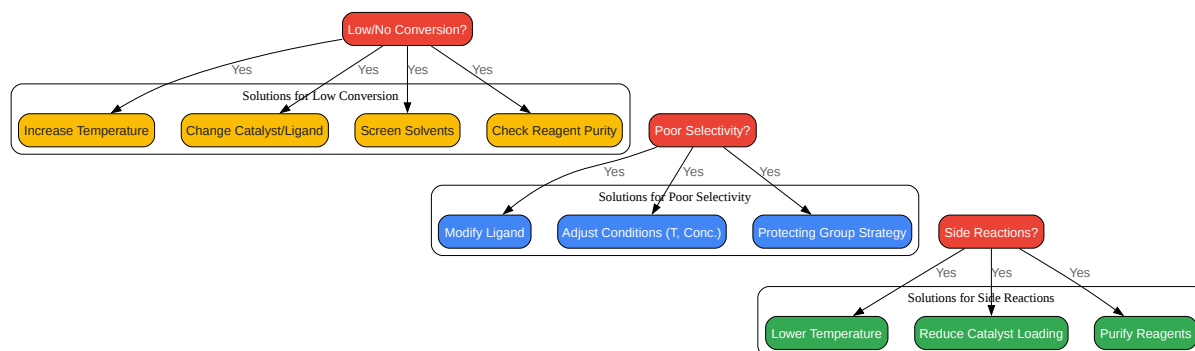 Low/No Conversion?
Yes
Yes
Yes
Yes
Solutions for Low Conversion
Increase Temperature
Change Catalyst/Ligand
Screen Solvents
Check Reagent Purity
Poor Selectivity?
Yes
Yes
Yes
Solutions for Poor Selectivity
Modify Ligand
Adjust Conditions (T, Conc.)
Protecting Group Strategy
Side Reactions?
Yes
Yes
Yes
Solutions for Side Reactions
Lower Temperature
Reduce Catalyst Loading
Purify Reagents